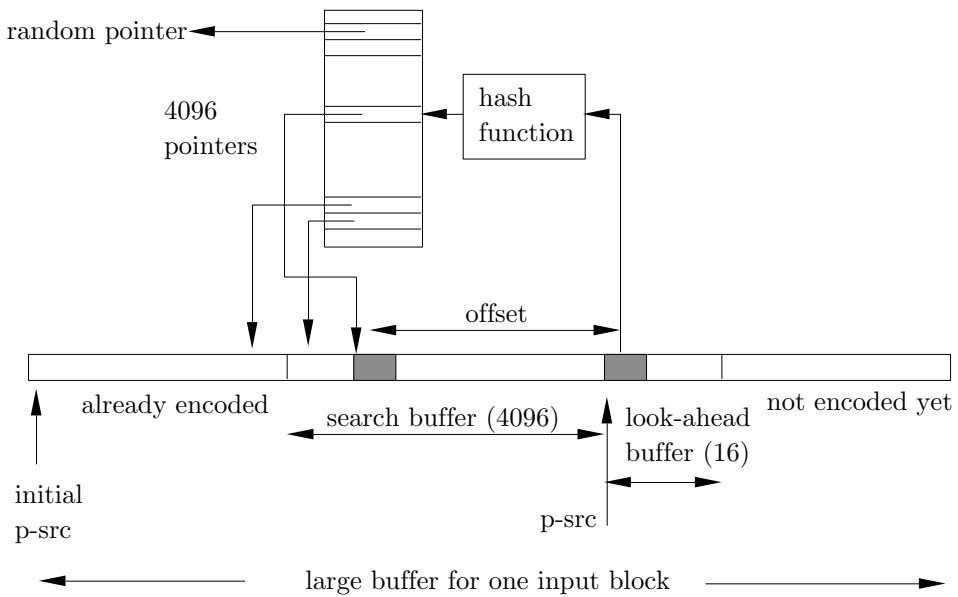 random pointer
4096
pointers
hash
function
offset
already encoded
search buffer (4096)
look-ahead
buffer (16)
not encoded yet
initial
p-src
p-src
large buffer for one input block